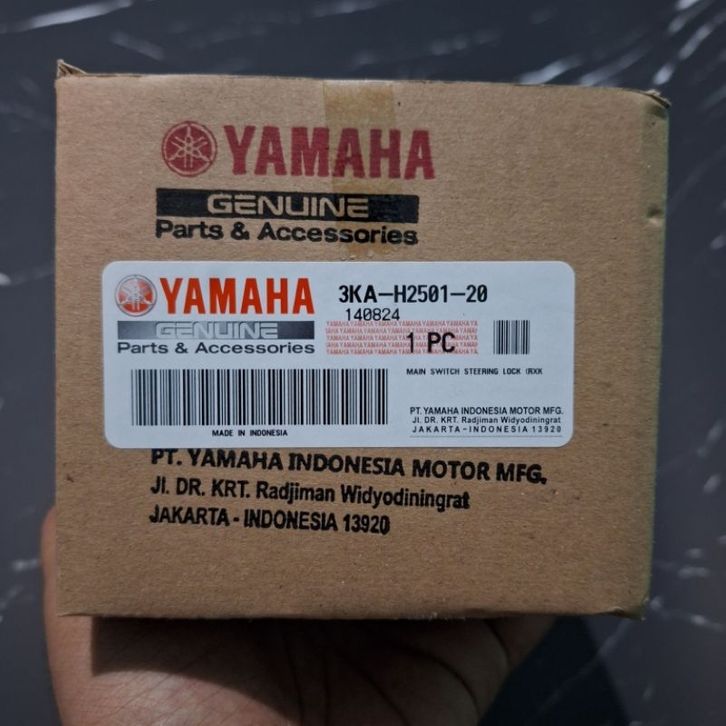 YAMAHA
GENUINE
Parts & Accessories
YAMAHA
GENUINE
Parts & Accessories
MADE IN INDONESIA
3KA-H2501-20
140824
1 PC
MAIN SWITCH STEERING LOCK (RXK
PT. YAMAHA INDONESIA MOTOR MFG.
Jl. DR. KRT. Radjiman Widyodiningrat
JAKARTA-INDONESIA 13920
PT. YAMAHA INDONESIA MOTOR MFG.
Jl. DR. KRT. Radjiman Widyodiningrat
JAKARTA - INDONESIA 13920